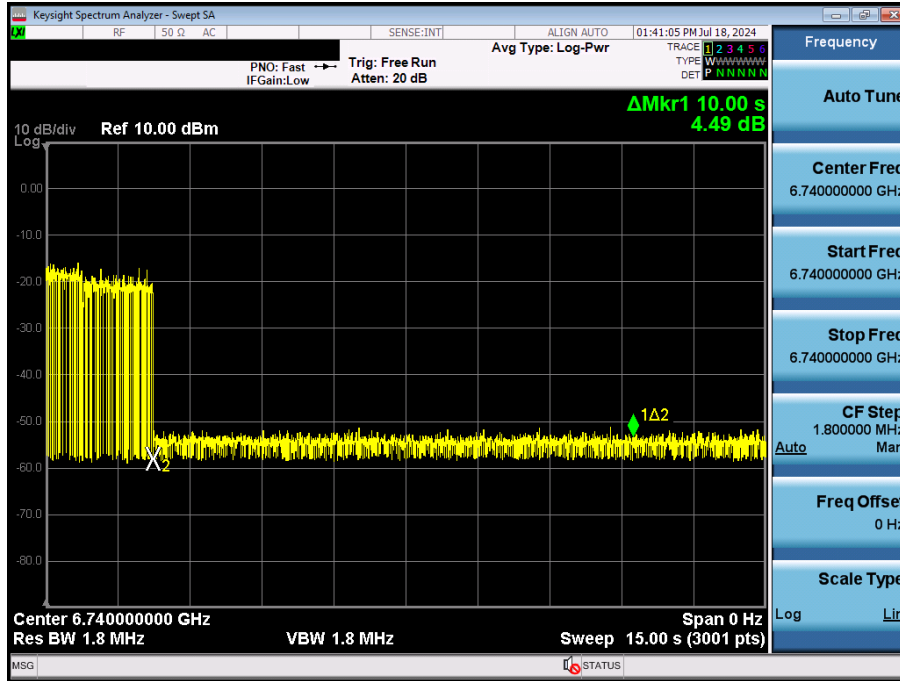 Keysight Spectrum Analyzer - Swept SA
LXI RF 50 Ω AC SENSE:INT ALIGN AUTO 01:41:05 PM Jul 18, 2024
Frequency
Avg Type: Log-Pwr
TRACE 1 2 3 4 5 6
TYPE WWWWWWW
DET P N N N N N
PNO: Fast
IFGain:Low
Trig: Free Run
Atten: 20 dB
ΔMkr1 10.00 s
4.49 dB
10 dB/div Ref 10.00 dBm
Log
0.00
-10.0
-20.0
-30.0
-40.0
-50.0
-60.0
-70.0
-80.0
1Δ2
X2
Center 6.740000000 GHz Span 0 Hz
Res BW 1.8 MHz VBW 1.8 MHz Sweep 15.00 s (3001 pts)
Auto Tune
Center Freq
6.740000000 GHz
Start Freq
6.740000000 GHz
Stop Freq
6.740000000 GHz
CF Step
1.800000 MHz
Auto Man
Freq Offset
0 Hz
Scale Type
Log Lin
MSG STATUS